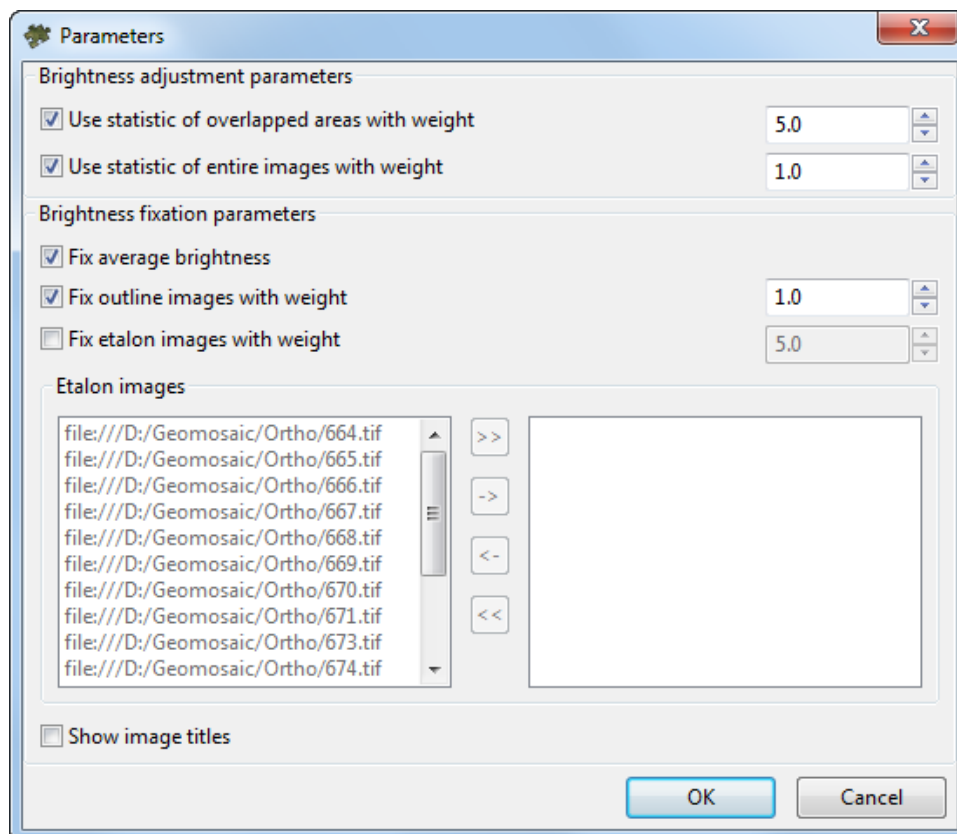 Parameters
Brightness adjustment parameters
Use statistic of overlapped areas with weight 5.0
Use statistic of entire images with weight 1.0
Brightness fixation parameters
Fix average brightness
Fix outline images with weight 1.0
Fix etalon images with weight 5.0
Etalon images
file:///D:/Geomosaic/Ortho/664.tif
file:///D:/Geomosaic/Ortho/665.tif
file:///D:/Geomosaic/Ortho/666.tif
file:///D:/Geomosaic/Ortho/667.tif
file:///D:/Geomosaic/Ortho/668.tif
file:///D:/Geomosaic/Ortho/669.tif
file:///D:/Geomosaic/Ortho/670.tif
file:///D:/Geomosaic/Ortho/671.tif
file:///D:/Geomosaic/Ortho/673.tif
file:///D:/Geomosaic/Ortho/674.tif
>>
->
<-
<<
Show image titles
OK Cancel